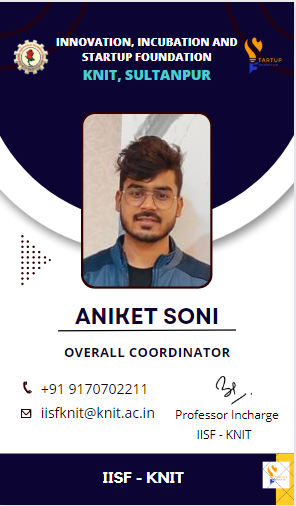 INNOVATION, INCUBATION AND
STARTUP FOUNDATION
KNIT, SULTANPUR
TARTUP
ANIKET SONI
OVERALL COORDINATOR
+91 9170702211
iisfknit@knit.ac.in
Professor Incharge
IISF - KNIT
IISF - KNIT